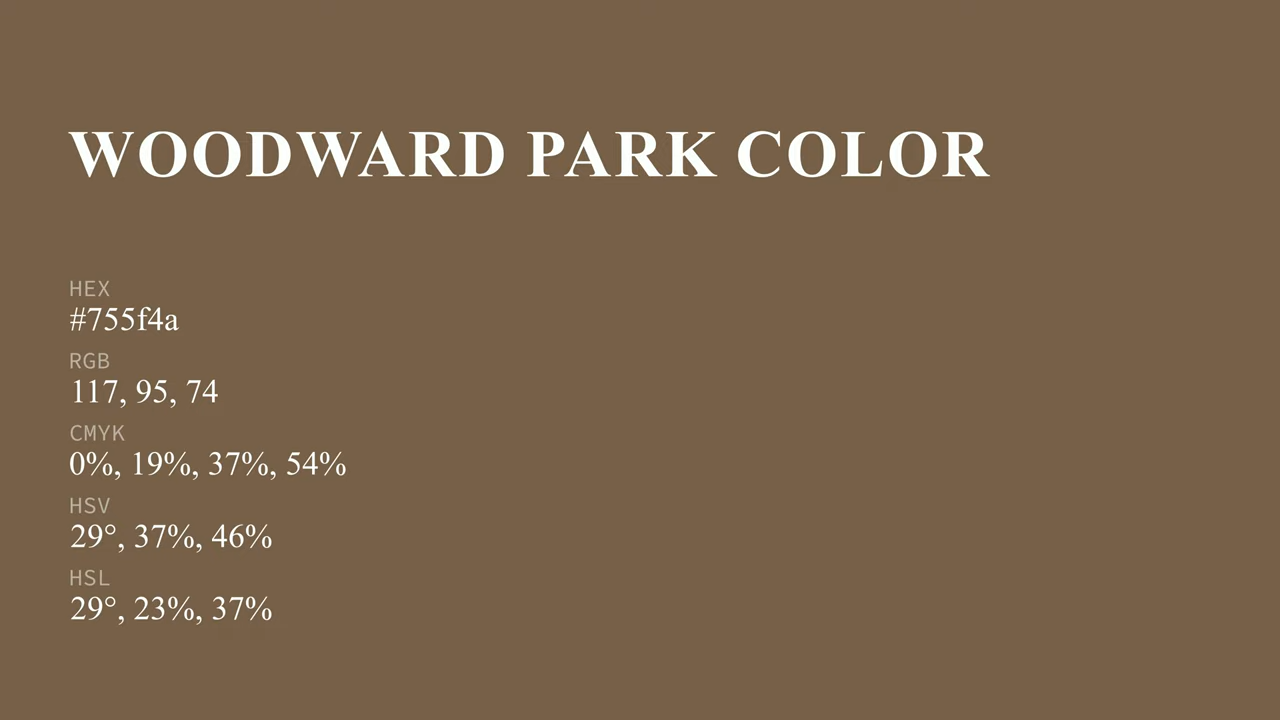 WOODWARD PARK COLOR
HEX
#755f4a
RGB
117, 95, 74
CMYK
0%, 19%, 37%, 54%
HSV
29°, 37%, 46%
HSL
29°, 23%, 37%